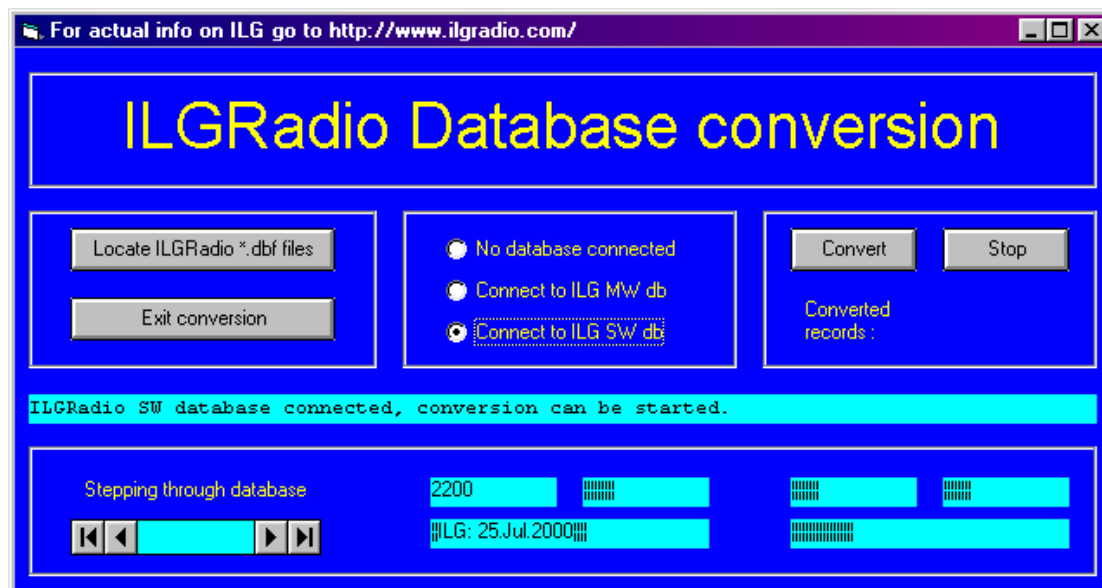 For actual info on ILG go to http://www.ilgradio.com/
ILGRadio Database conversion
Locate ILGRadio *.dbf files
Exit conversion
No database connected
Connect to ILG MW db
Connect to ILG SW db
Convert
Stop
Converted
records :
ILGRadio SW database connected, conversion can be started.
Stepping through database
2200
ILG: 25.Jul.2000